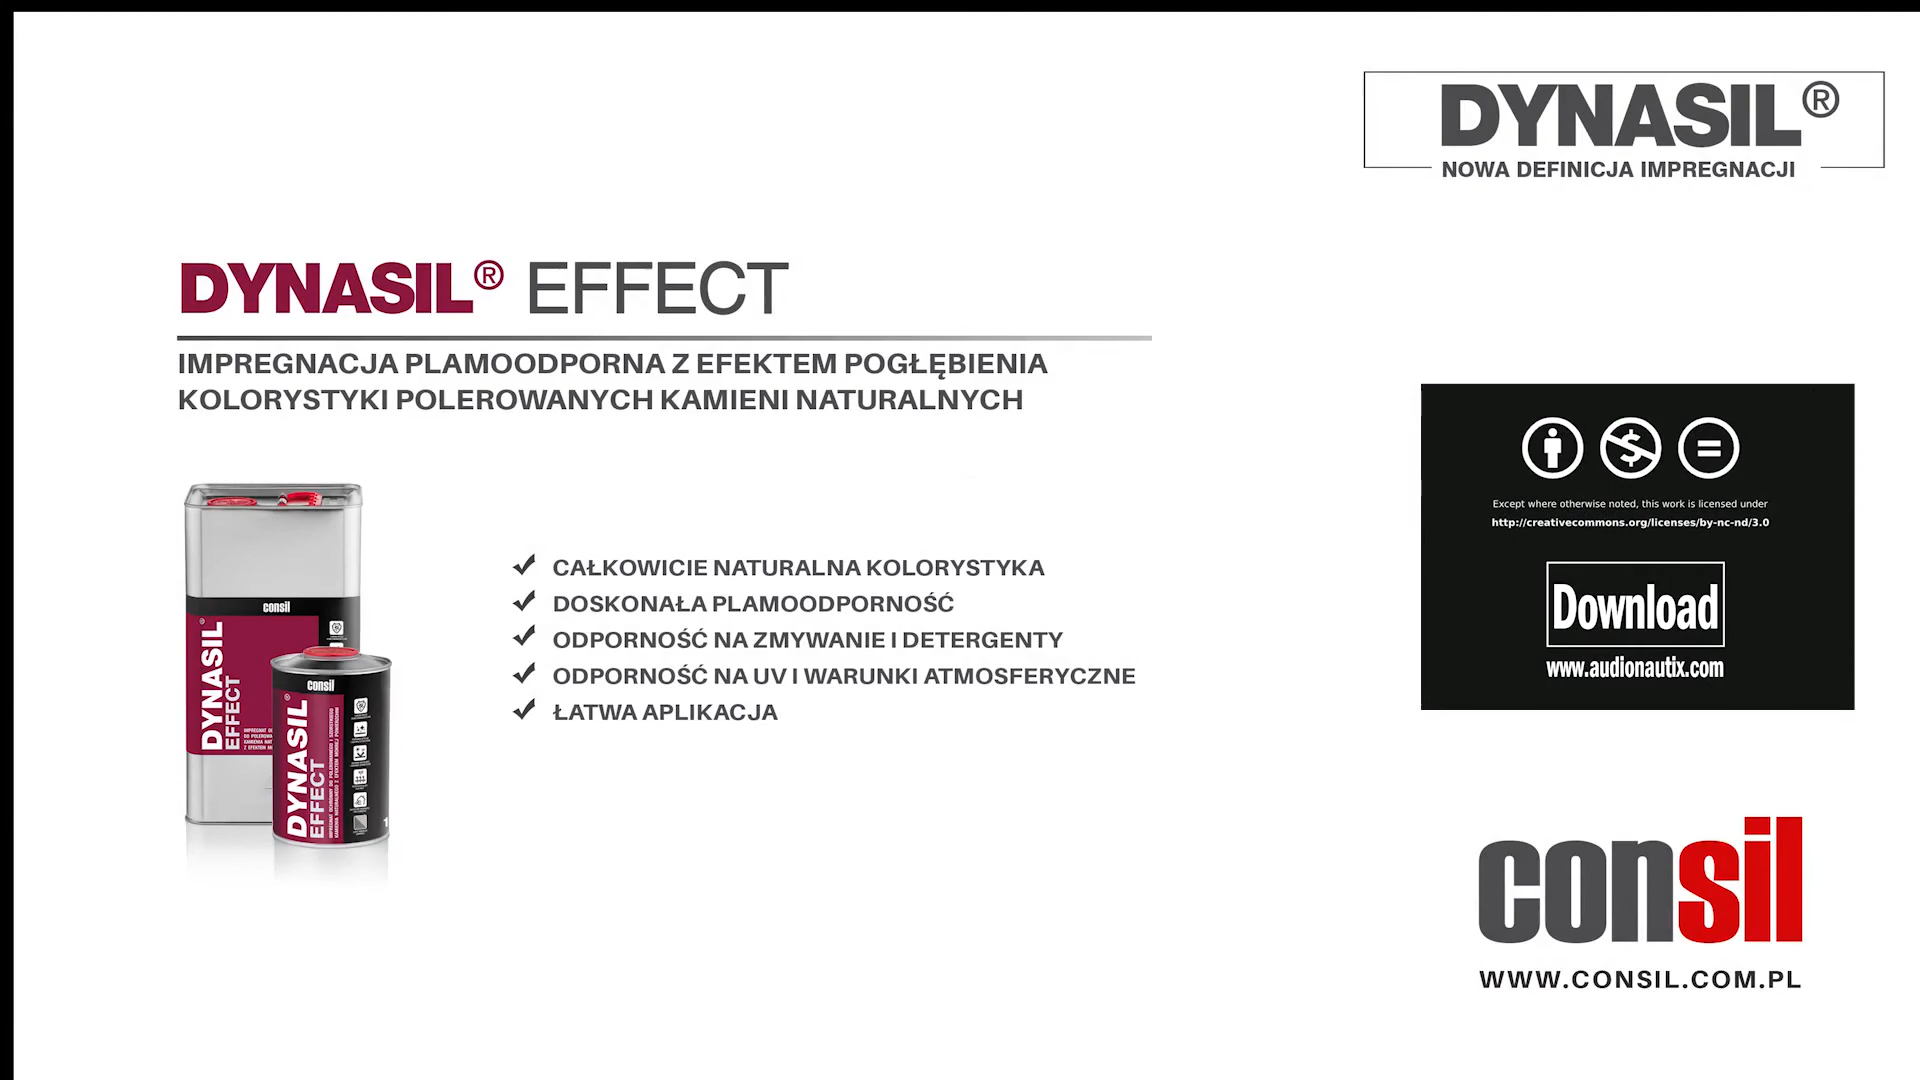 DYNASIL®
NOWA DEFINICJA IMPREGNACJI
DYNASIL® EFFECT
IMPREGNACJA PLAMOODPORNA Z EFEKTEM POGŁĘBIENIA
KOLORYSTYKI POLEROWANYCH KAMIENI NATURALNYCH
CAŁKOWICIE NATURALNA KOLORYSTYKA
DOSKONAŁA PLAMOODPORNOŚĆ
ODPORNOŚĆ NA ZMYWANIE I DETERGENTY
ODPORNOŚĆ NA UV I WARUNKI ATMOSFERYCZNE
ŁATWA APLIKACJA
consil
DYNASIL®
EFFECT
consil
DYNASIL®
EFFECT
Except where otherwise noted, this work is licensed under
http://creativecommons.org/licenses/by-nc-nd/3.0
Download
www.audionautix.com
consil
WWW.CONSIL.COM.PL